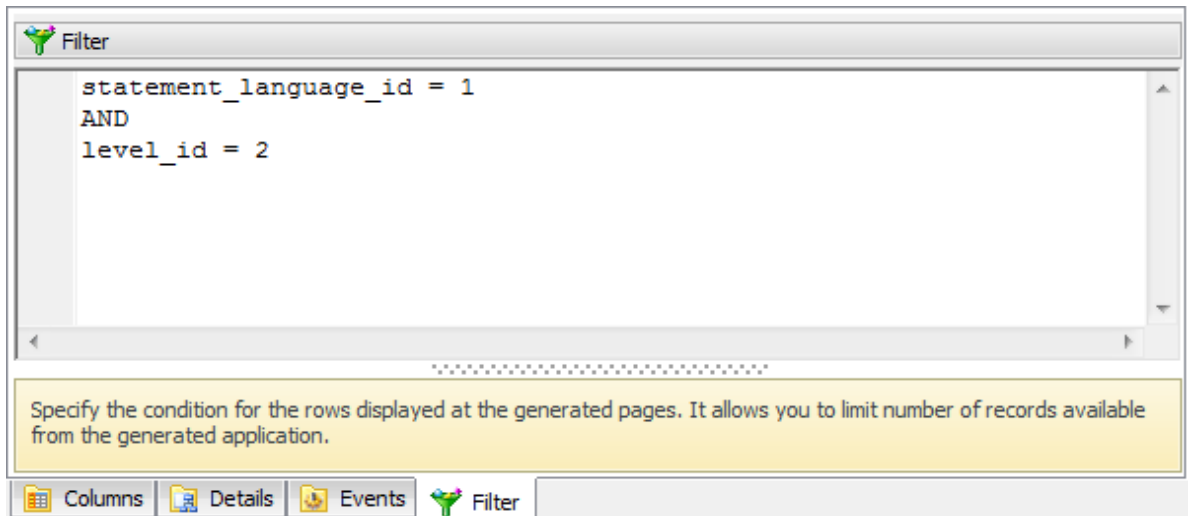 Filter
statement_language_id = 1
AND
level_id = 2
Specify the condition for the rows displayed at the generated pages. It allows you to limit number of records available
from the generated application.
Columns Details Events Filter